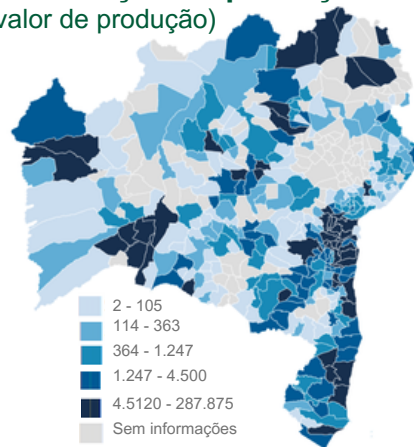 valor de produção)
2 - 105
114 - 363
364 - 1.247
1.247 - 4.500
4.5120 - 287.875
Sem informações